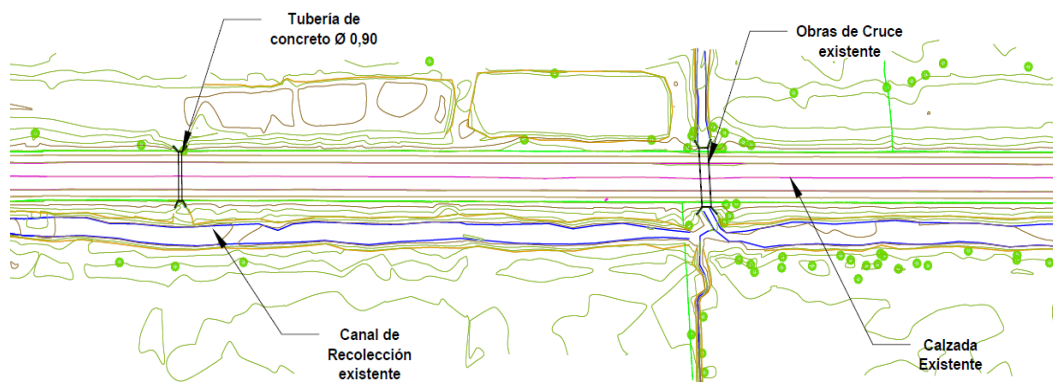 Tubería de
concreto Ø 0,90
Obras de Cruce
existente
Canal de
Recolección
existente
Calzada
Existente